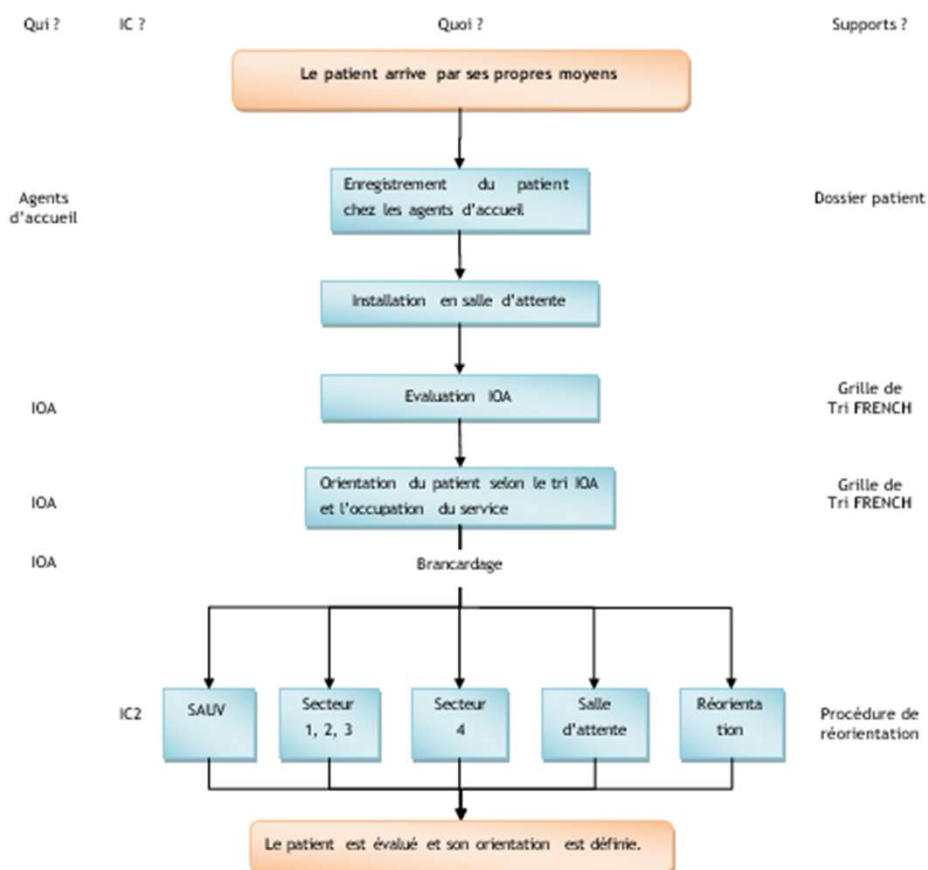 Qui ? IC ? Quoi ? Supports ?
Le patient arrive par ses propres moyens
Agents
d'accueil
Enregistrement du patient
chez les agents d'accueil
Dossier patient
Installation en salle d'attente
IOA
Evaluation IOA
Grille de
Tri FRENCH
IOA
Orientation du patient selon le tri IOA
et l'occupation du service
Grille de
Tri FRENCH
IOA
Brancardage
IC2
SAUV
Secteur
1, 2, 3
Secteur
4
Salle
d'attente
Réorienta
tion
Procédure de
réorientation
Le patient est évalué et son orientation est définie.